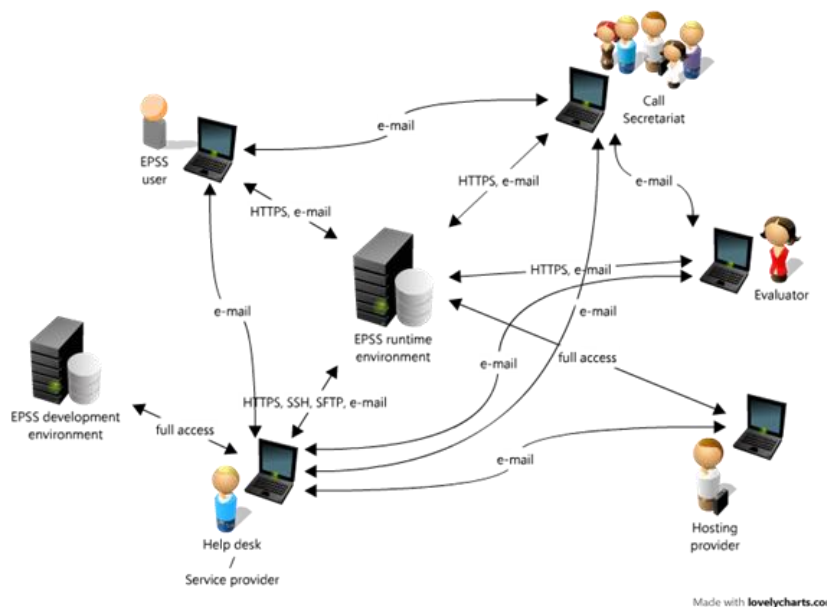 Call
Secretariat
e-mail
EPSS
user
HTTPS, e-mail
e-mail
HTTPS, e-mail
HTTPS, e-mail
Evaluator
e-mail
e-mail
EPSS runtime
environment
e-mail
full access
EPSS development
environment
HTTPS, SSH, SFTP, e-mail
full access
e-mail
Hosting
provider
Help desk
/
Service provider
Made with lovelycharts.co